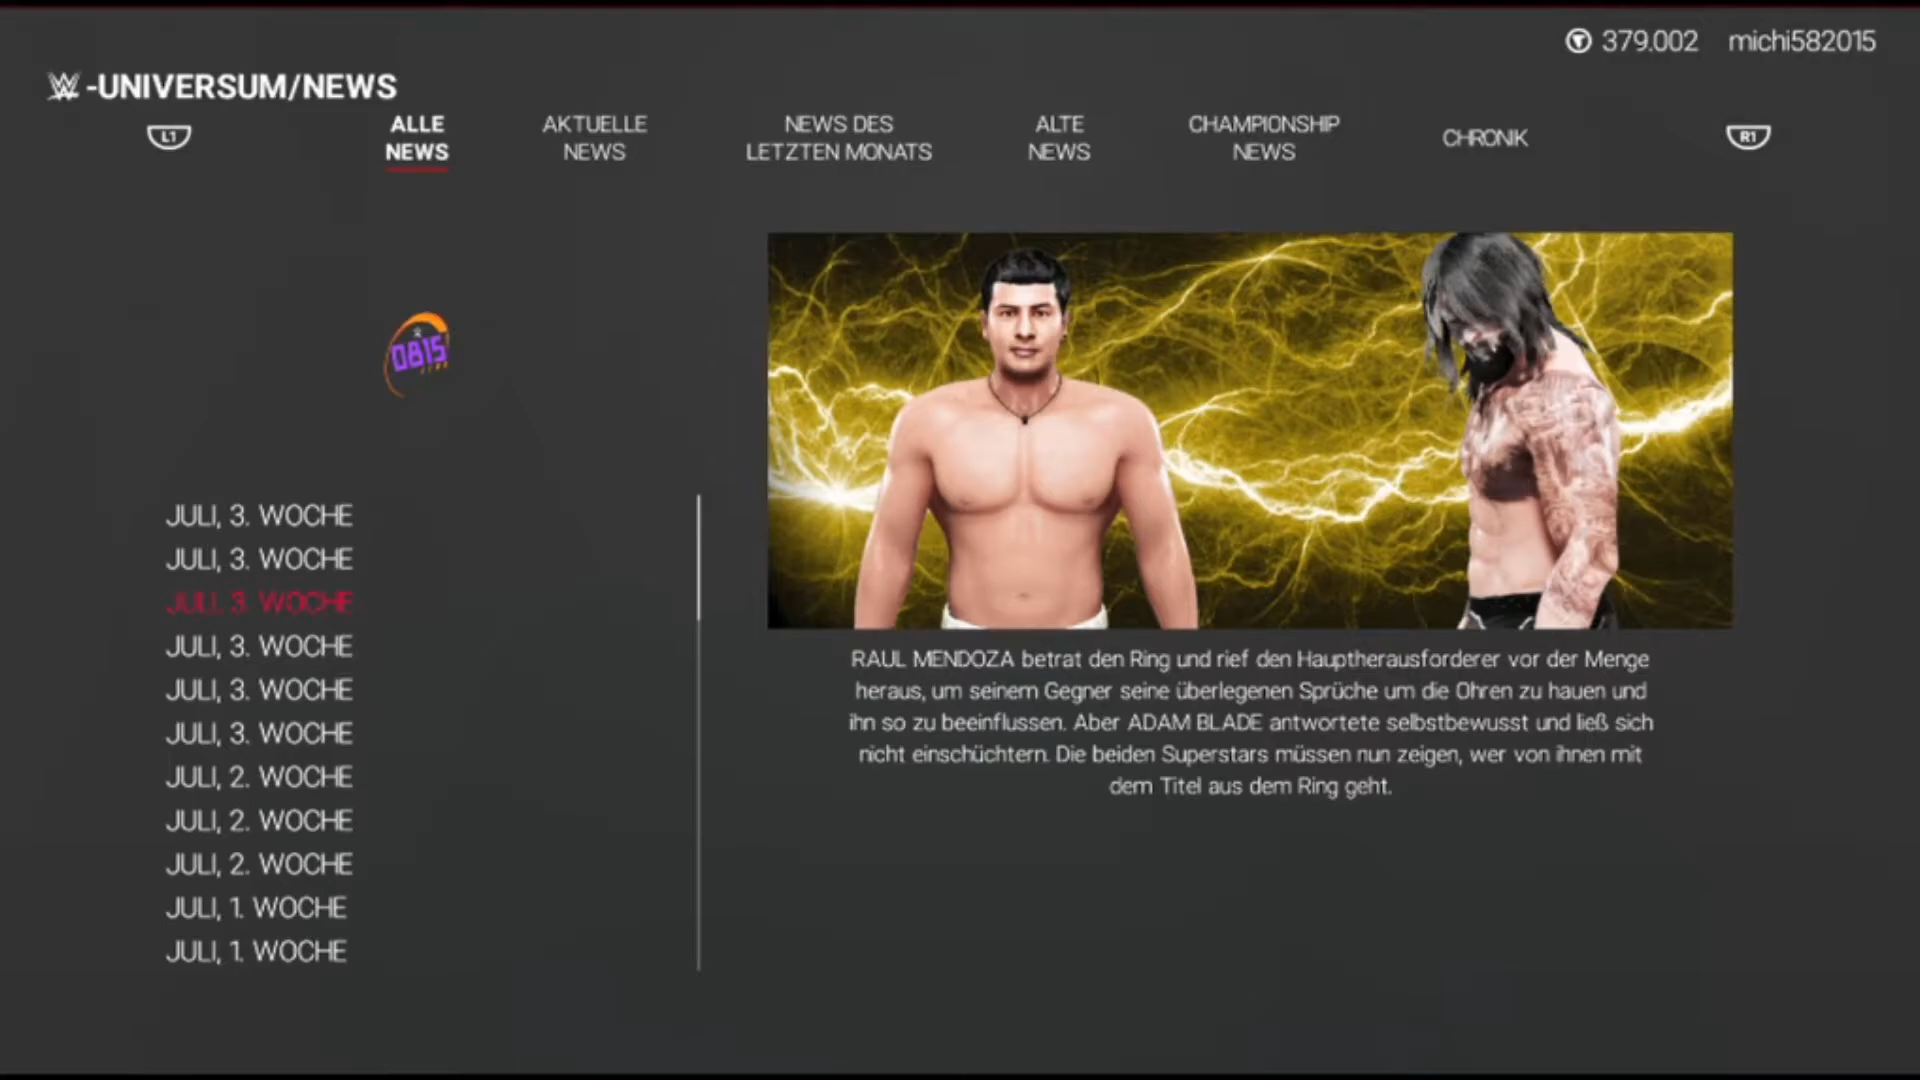 379.002 michi582015
-UNIVERSUM/NEWS
L1
ALLE
NEWS
AKTUELLE
NEWS
NEWS DES
LETZTEN MONATS
ALTE
NEWS
CHAMPIONSHIP
NEWS
CHRONIK
R1
0815
JULI, 3. WOCHE
JULI, 3. WOCHE
JULI, 3. WOCHE
JULI, 3. WOCHE
JULI, 3. WOCHE
JULI, 3. WOCHE
JULI, 2. WOCHE
JULI, 2. WOCHE
JULI, 2. WOCHE
JULI, 1. WOCHE
JULI, 1. WOCHE
RAUL MENDOZA betrat den Ring und rief den Hauptherausforderer vor der Menge
heraus, um seinem Gegner seine überlegenen Sprüche um die Ohren zu hauen und
ihn so zu beeinflussen. Aber ADAM BLADE antwortete selbstbewusst und ließ sich
nicht einschüchtern. Die beiden Superstars müssen nun zeigen, wer von ihnen mit
dem Titel aus dem Ring geht.